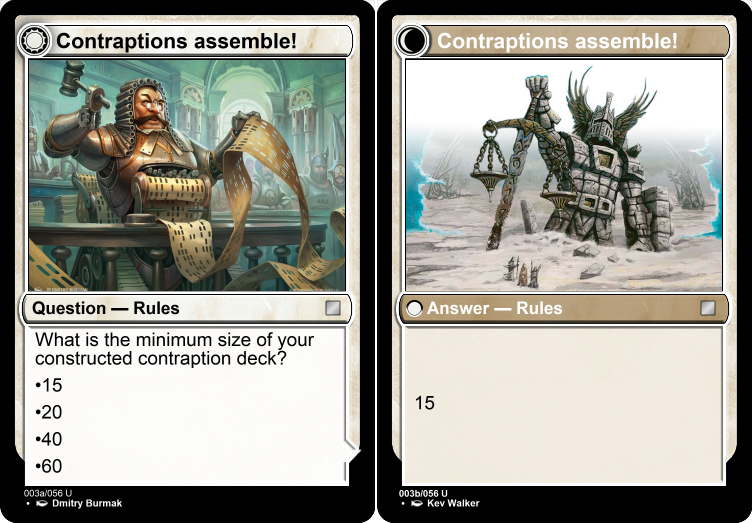 Contraptions assemble!
Question — Rules
What is the minimum size of your
constructed contraption deck?
•15
•20
•40
•60
003a/056 U
• Dmitry Burmak
Contraptions assemble!
Answer — Rules
15
003b/056 U
• Kev Walker